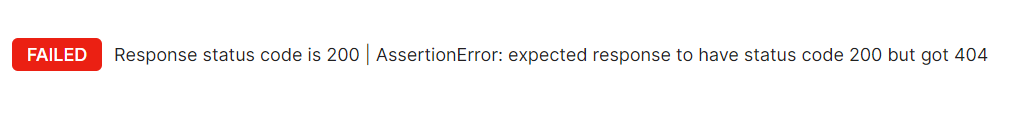 FAILED Response status code is 200 | AssertionError: expected response to have status code 200 but got 404